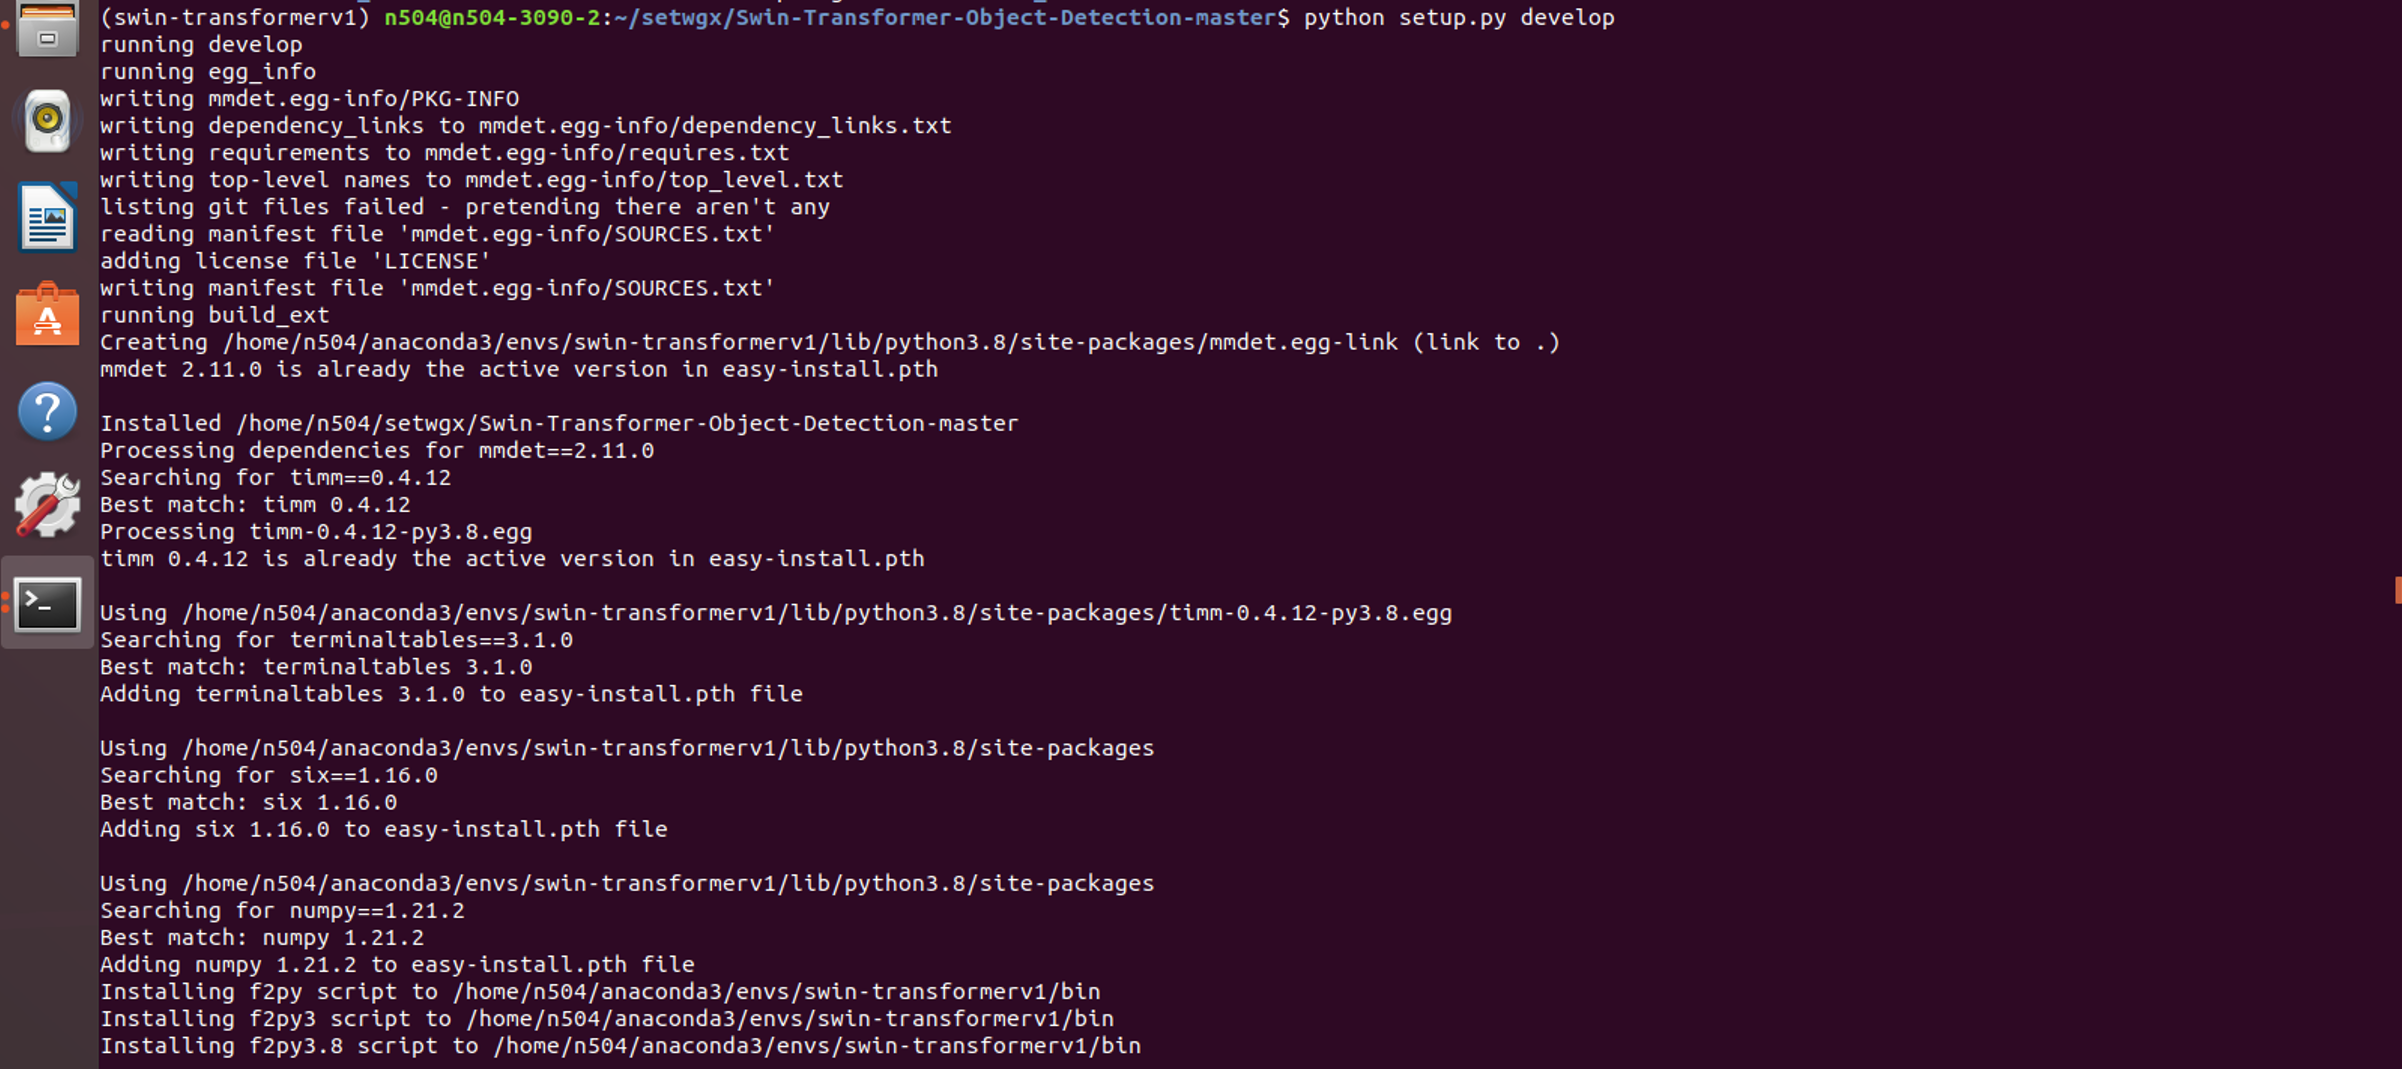 (swin-transformerv1) n504@n504-3090-2:~/setwgx/Swin-Transformer-Object-Detection-master$ python setup.py develop
running develop
running egg_info
writing mmdet.egg-info/PKG-INFO
writing dependency_links to mmdet.egg-info/dependency_links.txt
writing requirements to mmdet.egg-info/requires.txt
writing top-level names to mmdet.egg-info/top_level.txt
listing git files failed - pretending there aren't any
reading manifest file 'mmdet.egg-info/SOURCES.txt'
adding license file 'LICENSE'
writing manifest file 'mmdet.egg-info/SOURCES.txt'
running build_ext
Creating /home/n504/anaconda3/envs/swin-transformerv1/lib/python3.8/site-packages/mmdet.egg-link (link to .)
mmdet 2.11.0 is already the active version in easy-install.pth
Installed /home/n504/setwgx/Swin-Transformer-Object-Detection-master
Processing dependencies for mmdet==2.11.0
Searching for timm==0.4.12
Best match: timm 0.4.12
Processing timm-0.4.12-py3.8.egg
timm 0.4.12 is already the active version in easy-install.pth
Using /home/n504/anaconda3/envs/swin-transformerv1/lib/python3.8/site-packages/timm-0.4.12-py3.8.egg
Searching for terminaltables==3.1.0
Best match: terminaltables 3.1.0
Adding terminaltables 3.1.0 to easy-install.pth file
Using /home/n504/anaconda3/envs/swin-transformerv1/lib/python3.8/site-packages
Searching for six==1.16.0
Best match: six 1.16.0
Adding six 1.16.0 to easy-install.pth file
Using /home/n504/anaconda3/envs/swin-transformerv1/lib/python3.8/site-packages
Searching for numpy==1.21.2
Best match: numpy 1.21.2
Adding numpy 1.21.2 to easy-install.pth file
Installing f2py script to /home/n504/anaconda3/envs/swin-transformerv1/bin
Installing f2py3 script to /home/n504/anaconda3/envs/swin-transformerv1/bin
Installing f2py3.8 script to /home/n504/anaconda3/envs/swin-transformerv1/bin